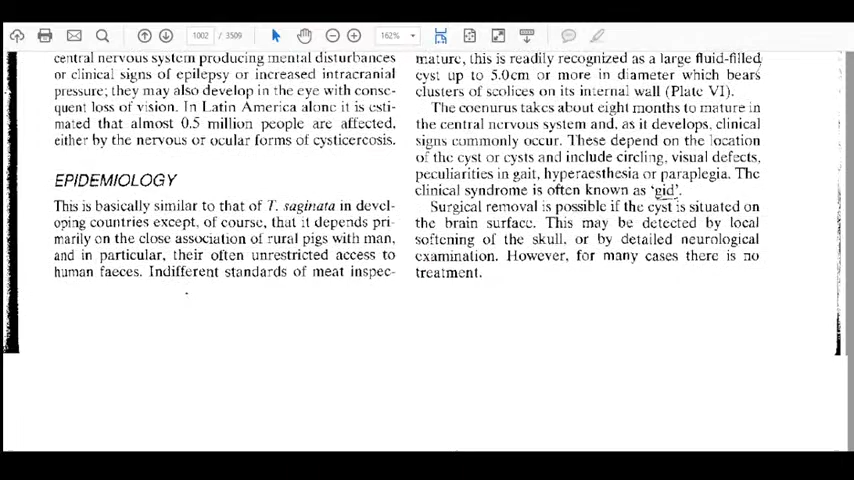 1002 / 3509
162%
central nervous system producing mental disturbances
or clinical signs of epilepsy or increased intracranial
pressure; they may also develop in the eye with conse-
quent loss of vision. In Latin America alone it is esti-
mated that almost 0.5 million people are affected,
either by the nervous or ocular forms of cysticercosis.
EPIDEMIOLOGY
This is basically similar to that of T. saginata in devel-
oping countries except, of course, that it depends pri-
marily on the close association of rural pigs with man,
and in particular, their often unrestricted access to
human faeces. Indifferent standards of meat inspec-
mature, this is readily recognized as a large fluid-filled
cyst up to 5.0cm or more in diameter which bears
clusters of scolices on its internal wall (Plate VI).
The coenurus takes about eight months to mature in
the central nervous system and, as it develops, clinical
signs commonly occur. These depend on the location
of the cyst or cysts and include circling, visual defects,
peculiarities in gait, hyperaesthesia or paraplegia. The
clinical syndrome is often known as ‘gid’.
Surgical removal is possible if the cyst is situated on
the brain surface. This may be detected by local
softening of the skull, or by detailed neurological
examination. However, for many cases there is no
treatment.